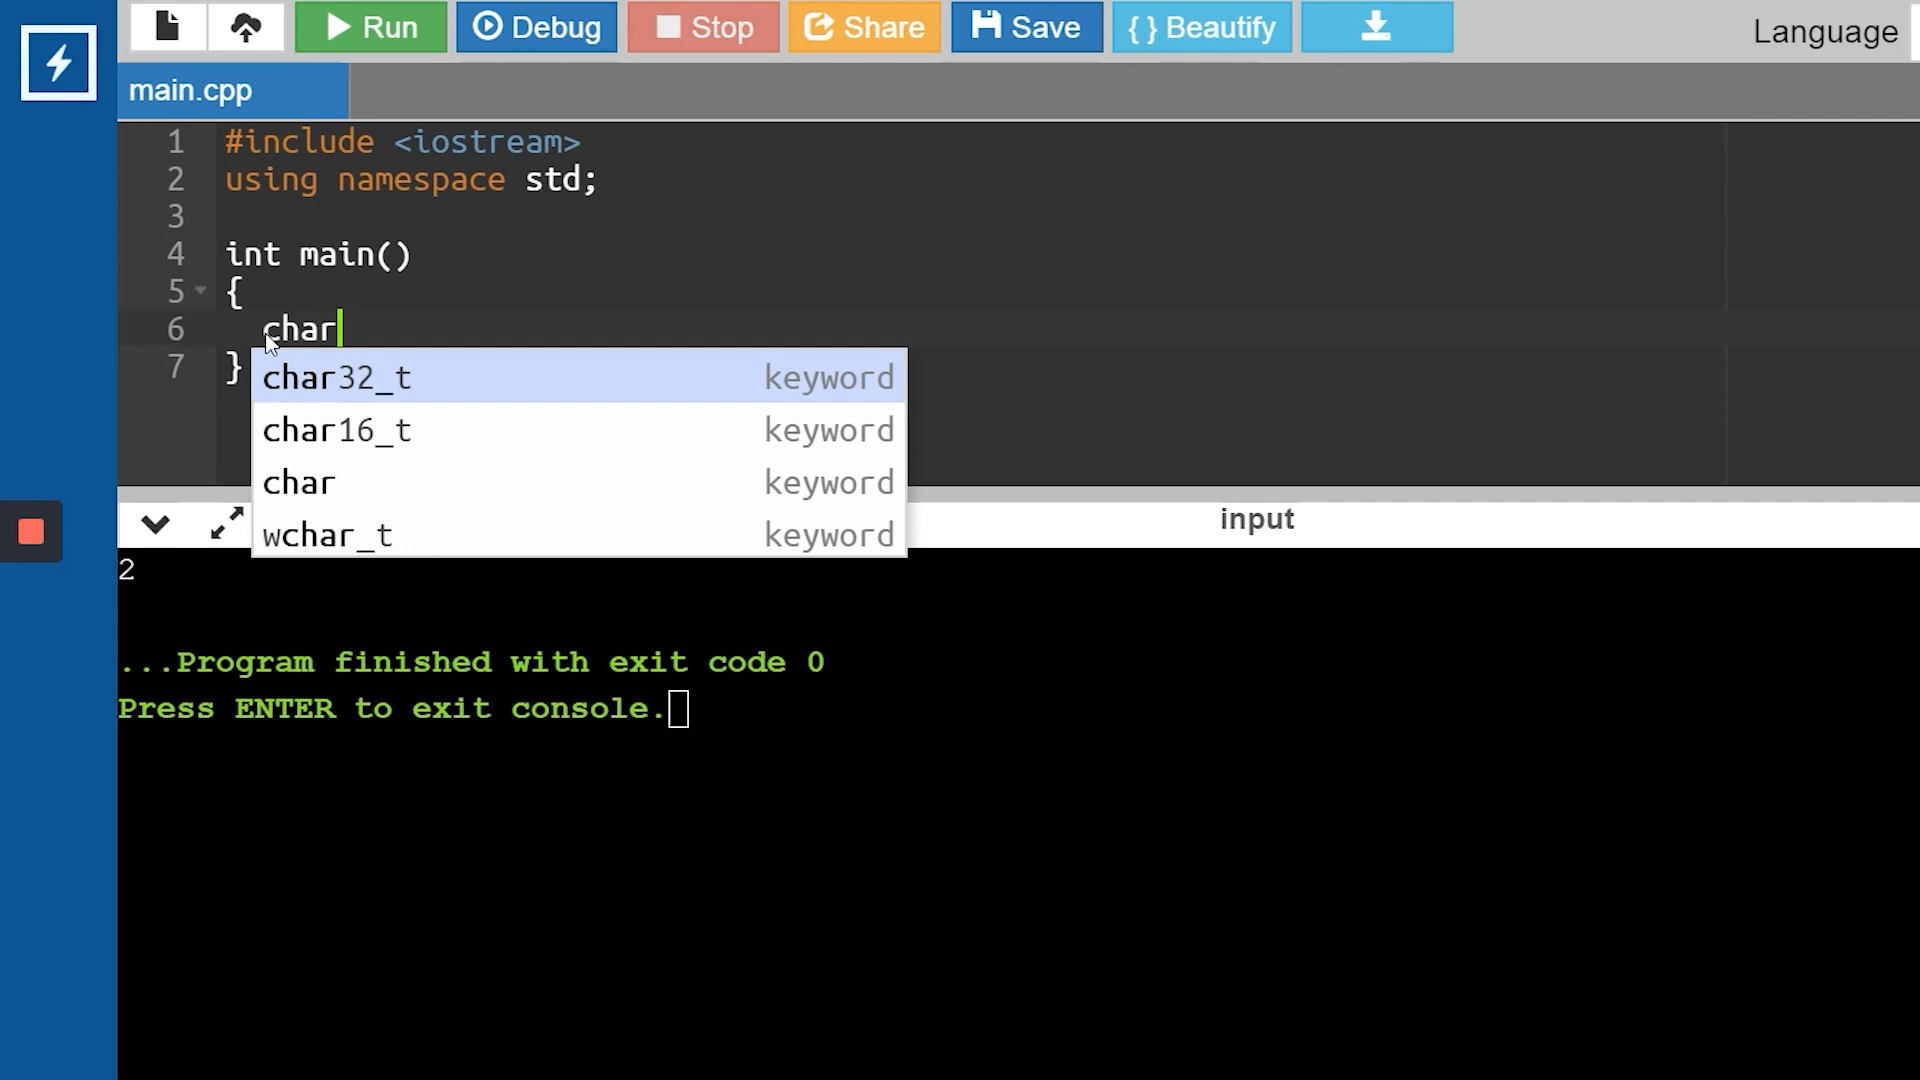 Run Debug Stop Share Save { } Beautify Language
main.cpp
1 #include <iostream>
2 using namespace std;
3
4 int main()
5 {
6 char
7 }
char32_t keyword
char16_t keyword
char keyword
wchar_t keyword
input
2
...Program finished with exit code 0
Press ENTER to exit console.